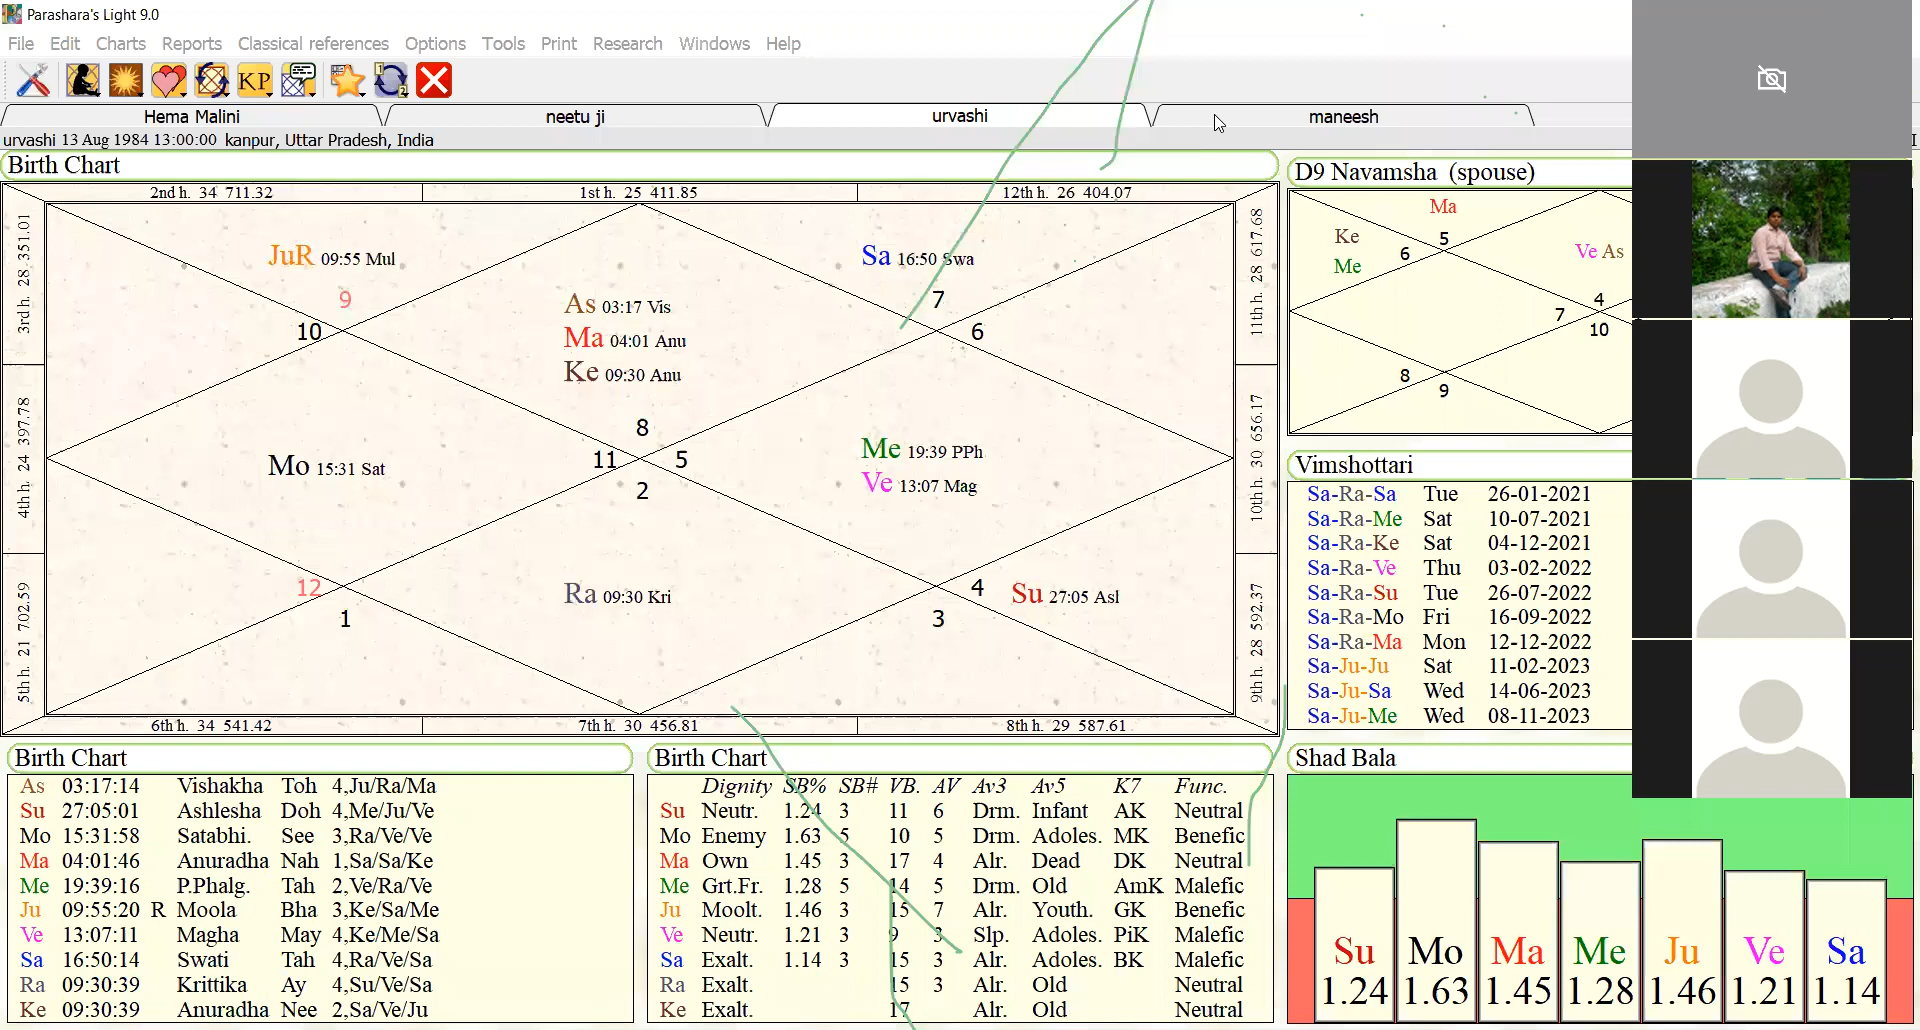 Parashara's Light 9.0
File Edit Charts Reports Classical references Options Tools Print Research Windows Help
KP
Hema Malini neetu ji urvashi maneesh
urvashi 13 Aug 1984 13:00:00 kanpur, Uttar Pradesh, India
Birth Chart
2nd h. 34 711.32 1st h. 25 411.85 12th h. 26 404.07
3rd h. 28 351.01
4th h. 24 397.78
5th h. 21 702.59
JuR 09:55 Mul
9
10
As 03:17 Vis
Ma 04:01 Anu
Ke 09:30 Anu
8
Sa 16:50 Swa
7
6
Mo 15:31 Sat
11 5
2
Me 19:39 PPh
Ve 13:07 Mag
12
1
Ra 09:30 Kri
4
3
Su 27:05 Asl
11th h. 28 617.68
10th h. 30 656.17
9th h. 28 592.37
6th h. 34 541.42 7th h. 30 456.81 8th h. 29 587.61
D9 Navamsha (spouse)
Ma
Ke
Me
5
6
Ve As
4
7
10
8
9
Vimshottari
Sa-Ra-Sa Tue 26-01-2021
Sa-Ra-Me Sat 10-07-2021
Sa-Ra-Ke Sat 04-12-2021
Sa-Ra-Ve Thu 03-02-2022
Sa-Ra-Su Tue 26-07-2022
Sa-Ra-Mo Fri 16-09-2022
Sa-Ra-Ma Mon 12-12-2022
Sa-Ju-Ju Sat 11-02-2023
Sa-Ju-Sa Wed 14-06-2023
Sa-Ju-Me Wed 08-11-2023
Birth Chart
As 03:17:14 Vishakha Toh 4,Ju/Ra/Ma
Su 27:05:01 Ashlesha Doh 4,Me/Ju/Ve
Mo 15:31:58 Satabhi. See 3,Ra/Ve/Ve
Ma 04:01:46 Anuradha Nah 1,Sa/Sa/Ke
Me 19:39:16 P.Phalg. Tah 2,Ve/Ra/Ve
Ju 09:55:20 R Moola Bha 3,Ke/Sa/Me
Ve 13:07:11 Magha May 4,Ke/Me/Sa
Sa 16:50:14 Swati Tah 4,Ra/Ve/Sa
Ra 09:30:39 Krittika Ay 4,Su/Ve/Sa
Ke 09:30:39 Anuradha Nee 2,Sa/Ve/Ju
Birth Chart
Dignity SB% SB# VB. AV Av3 Av5 K7 Func.
Su Neutr. 1.24 3 11 6 Drm. Infant AK Neutral
Mo Enemy 1.63 5 10 5 Drm. Adoles. MK Benefic
Ma Own 1.45 3 17 4 Alr. Dead DK Neutral
Me Grt.Fr. 1.28 5 14 5 Drm. Old AmK Malefic
Ju Moolt. 1.46 3 15 7 Alr. Youth. GK Benefic
Ve Neutr. 1.21 3 9 3 Slp. Adoles. PiK Malefic
Sa Exalt. 1.14 3 15 3 Alr. Adoles. BK Malefic
Ra Exalt. 15 3 Alr. Old Neutral
Ke Exalt. 17 Alr. Old Neutral
Shad Bala
Su Mo Ma Me Ju Ve Sa
1.24 1.63 1.45 1.28 1.46 1.21 1.14